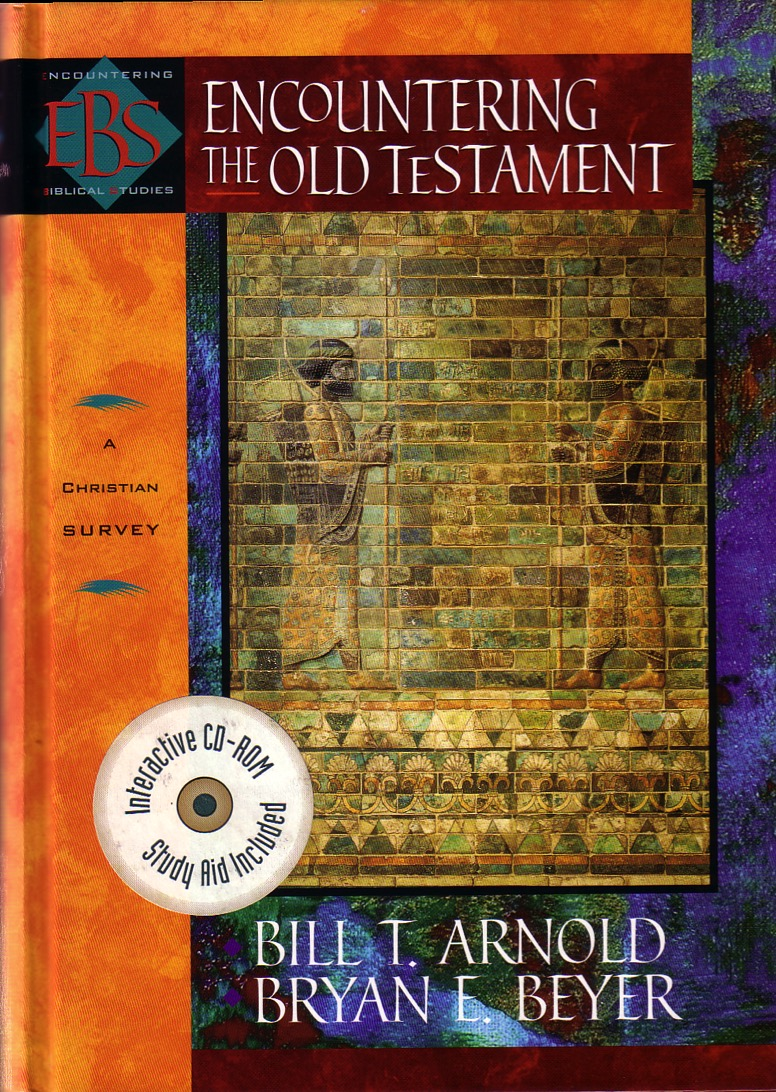 ENCOUNTERING
EBS
BIBLICAL STUDIES
ENCOUNTERING
THE OLD TESTAMENT
A
CHRISTIAN
SURVEY
Interactive CD-ROM
Study Aid Included
BILL T. ARNOLD
BRYAN E. BEYER